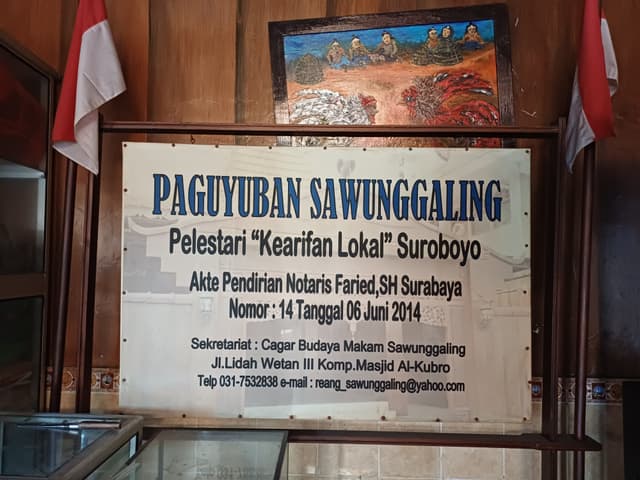 PAGUYUBAN SAWUNGGALING
Pelestari "Kearifan Lokal" Suroboyo
Akte Pendirian Notaris Faried,SH Surabaya
Nomor : 14 Tanggal 06 Juni 2014
Sekretariat : Cagar Budaya Makam Sawunggaling
Jl.Lidah Wetan III Komp.Masjid Al-Kubro
Telp 031-7532838 e-mail : reang_sawunggaling@yahoo.com